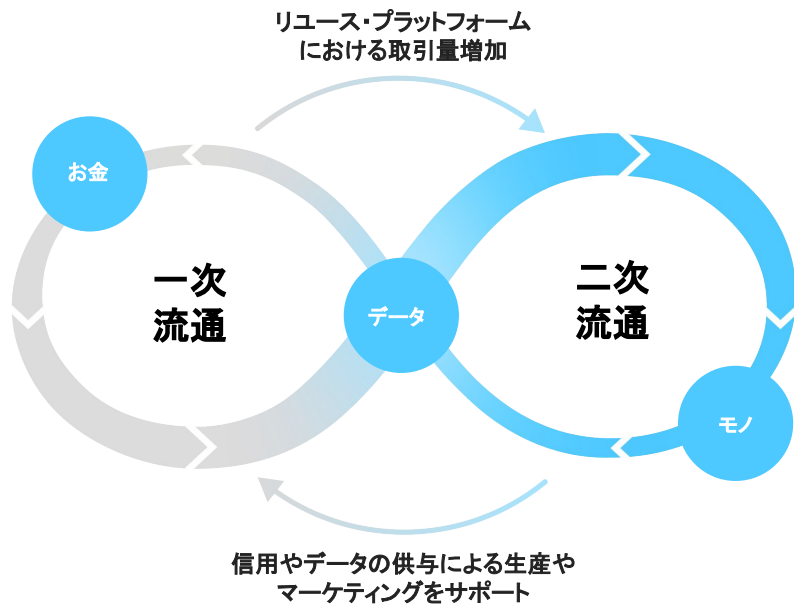 リユース・プラットフォーム
における取引量増加
お金
一次
流通
データ
二次
流通
モノ
信用やデータの供与による生産や
マーケティングをサポート